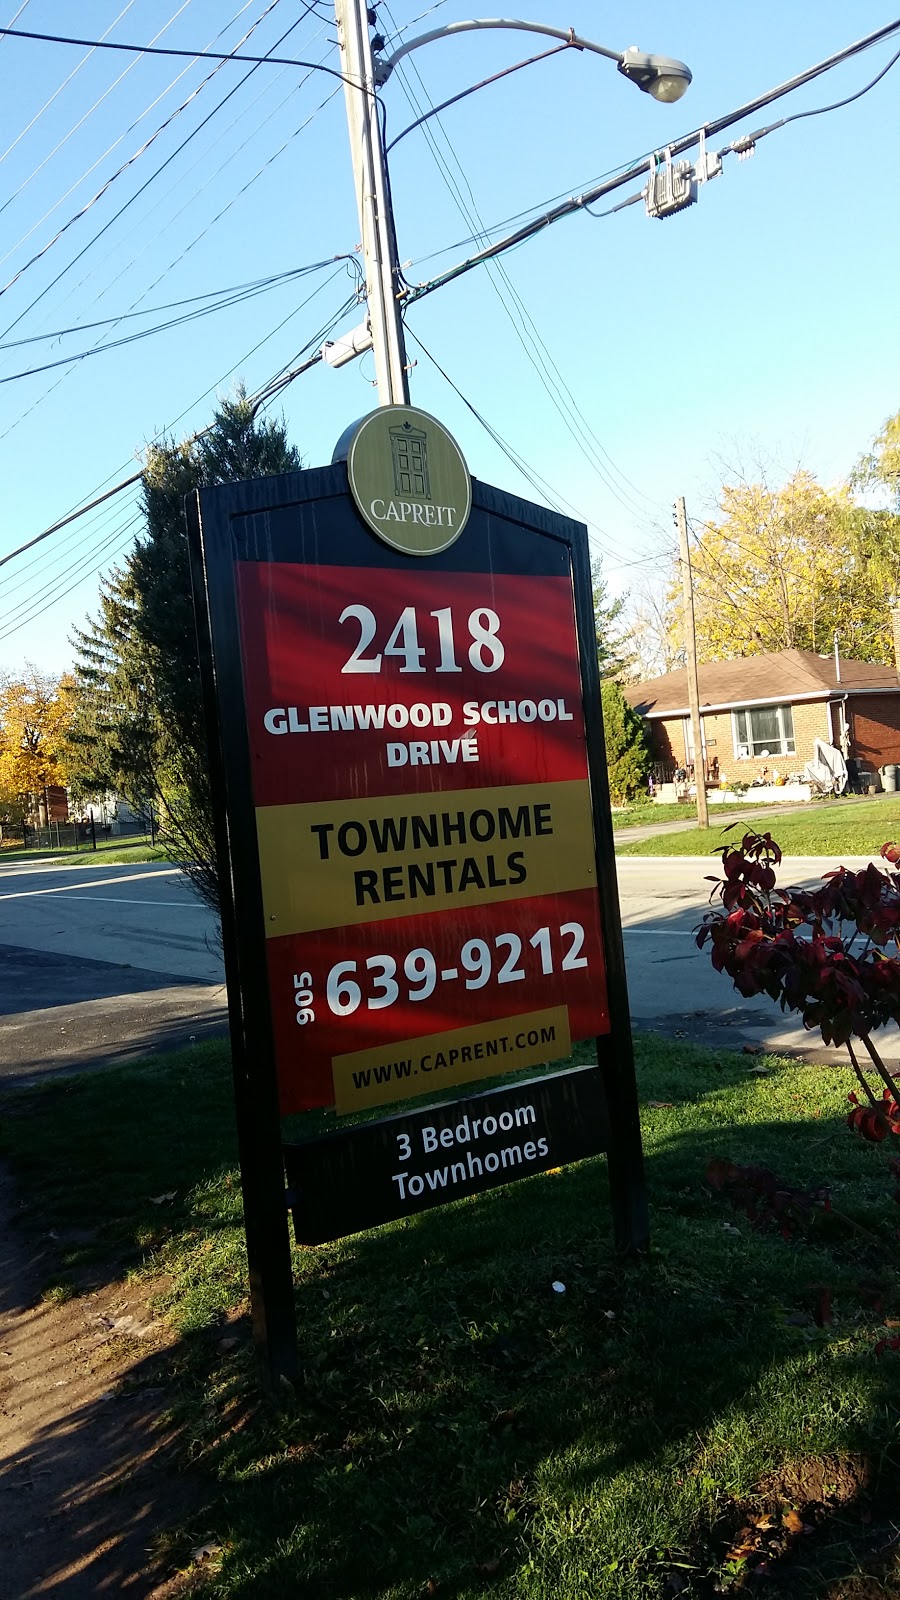 CAPREIT
2418
GLENWOOD SCHOOL
DRIVE
TOWNHOME
RENTALS
905 639-9212
WWW.CAPRENT.COM
3 Bedroom
Townhomes